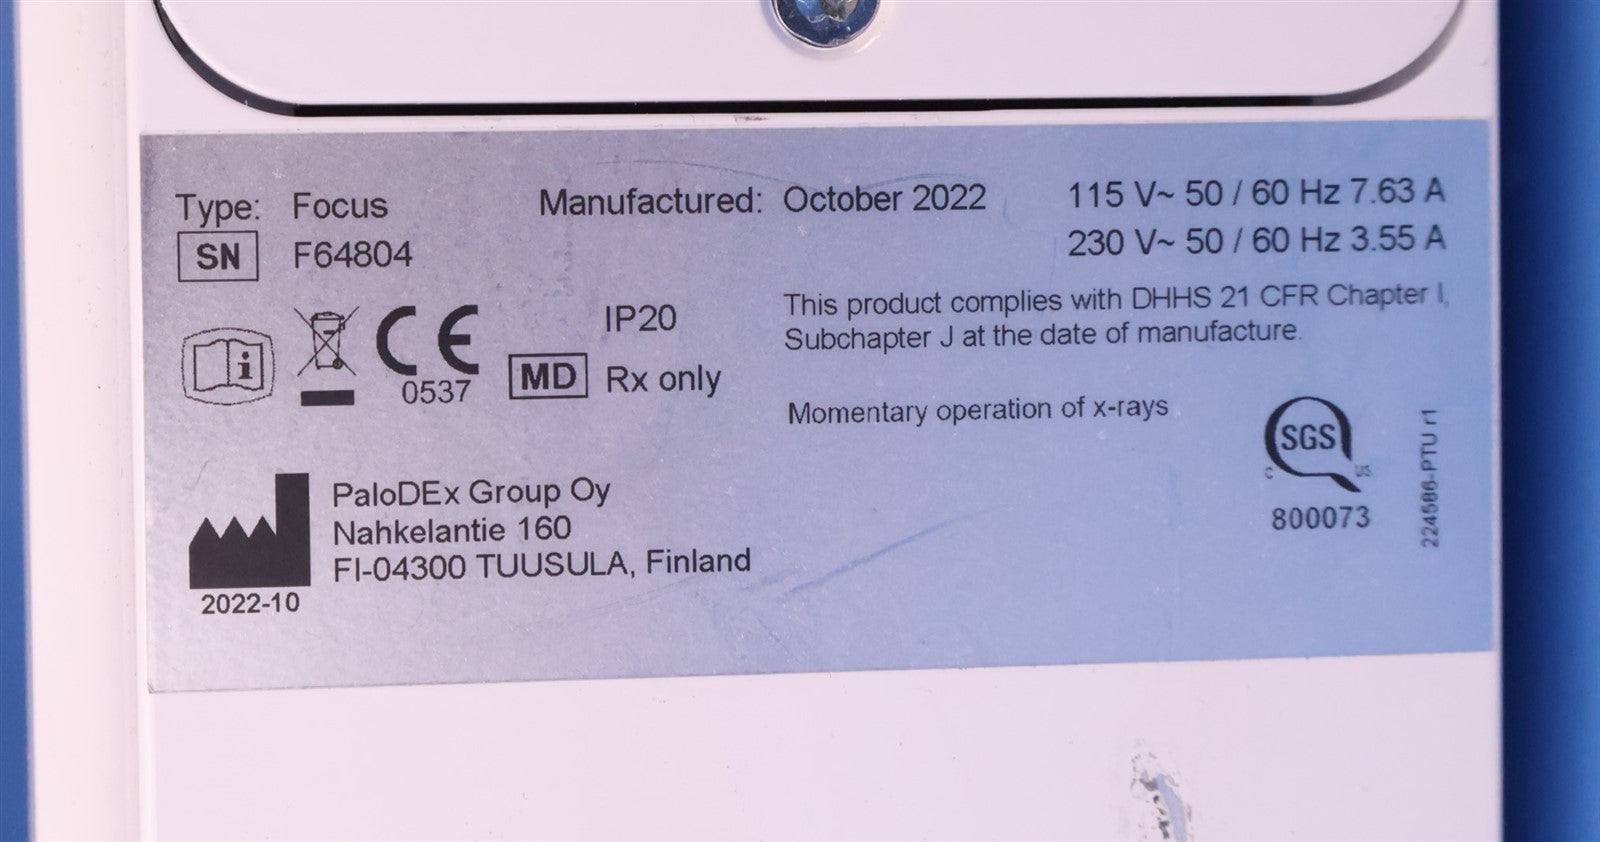 Type: Focus
SN F64804
Manufactured: October 2022
115 V~ 50 / 60 Hz 7.63 A
230 V~ 50 / 60 Hz 3.55 A
This product complies with DHHS 21 CFR Chapter I,
Subchapter J at the date of manufacture.
CE
0537
IP20
MD Rx only
Momentary operation of x-rays
PaloDEx Group Oy
Nahkelantie 160
FI-04300 TUUSULA, Finland
2022-10
SGS
C US
800073
224586-PTU r1